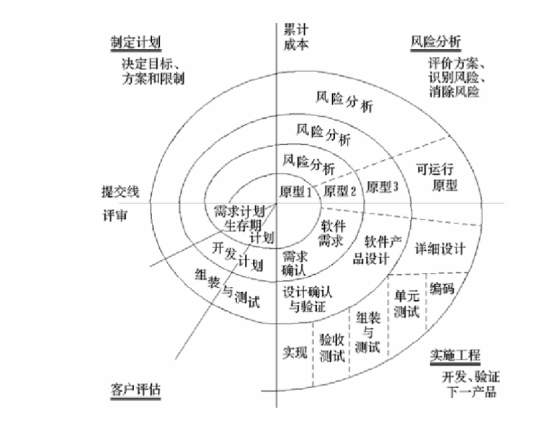 制定计划
决定目标、
方案和限制
累计
成本
风险分析
评价方案、
识别风险、
消除风险
风险分析
风险分析
风险分析
可运行
原型
原型1
原型2
原型3
提交线
评审
需求计划
生存期
计划
软件
需求
开发计划
需求
确认
软件产
品设计
详细设计
组装与测试
设计确认
与验证
实现
验收
测试
组装
与
测试
单元
测试
编码
实施工程
开发、验证
下一产品
客户评估